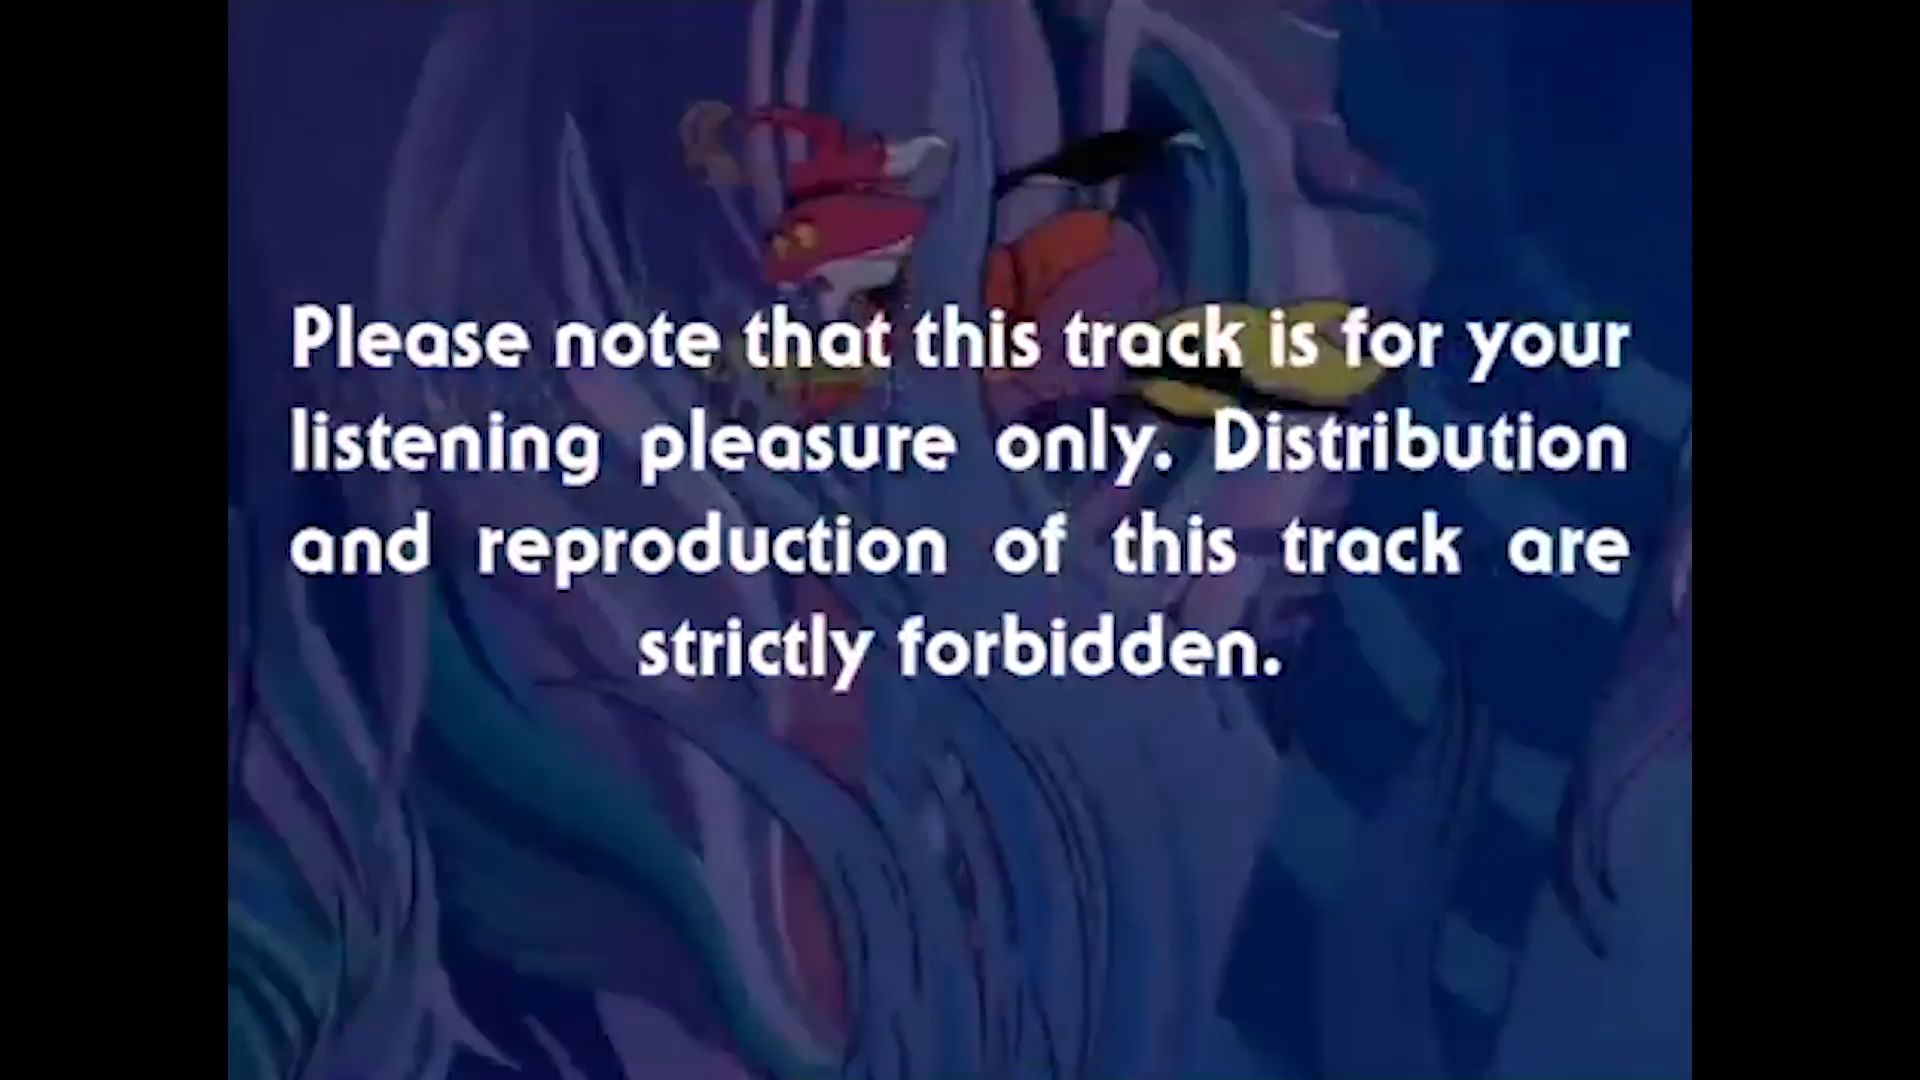 Please note that this track is for your
listening pleasure only. Distribution
and reproduction of this track are
strictly forbidden.